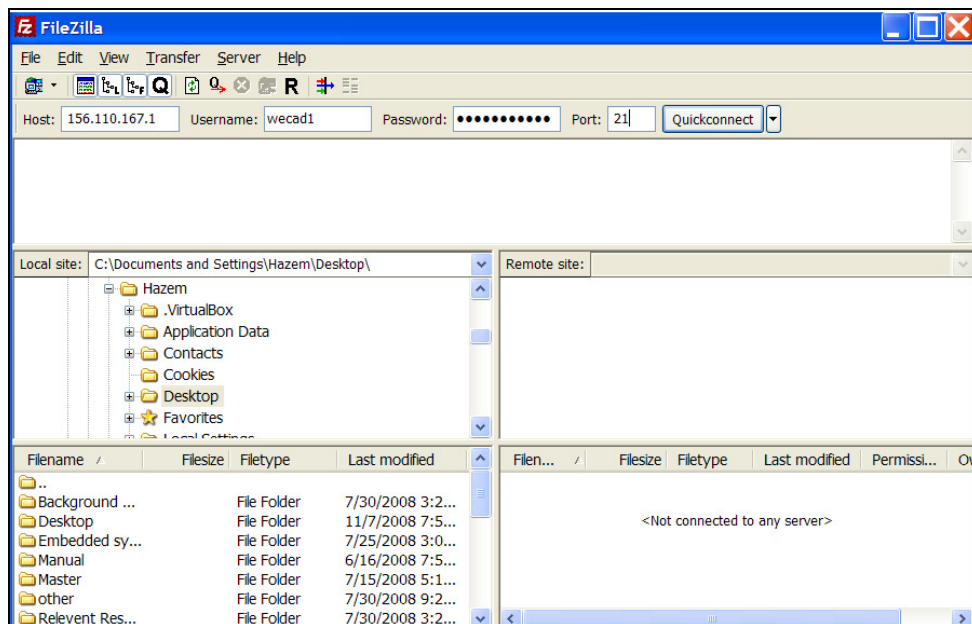 FileZilla
File Edit View Transfer Server Help
Host: 156.110.167.1 Username: wecad1 Password: ●●●●●●●●●●● Port: 21 Quickconnect
Local site: C:\Documents and Settings\Hazem\Desktop\
Remote site:
Hazem
.VirtualBox
Application Data
Contacts
Cookies
Desktop
Favorites
Local Settings
Filename Filesize Filetype Last modified
..
Background ... File Folder 7/30/2008 3:2...
Desktop File Folder 11/7/2008 7:5...
Embedded sy... File Folder 7/25/2008 3:0...
Manual File Folder 6/16/2008 7:5...
Master File Folder 7/15/2008 5:1...
other File Folder 7/30/2008 9:2...
Relevent Res... File Folder 7/30/2008 3:2...
Filen... Filesize Filetype Last modified Permissi... Ow
<Not connected to any server>